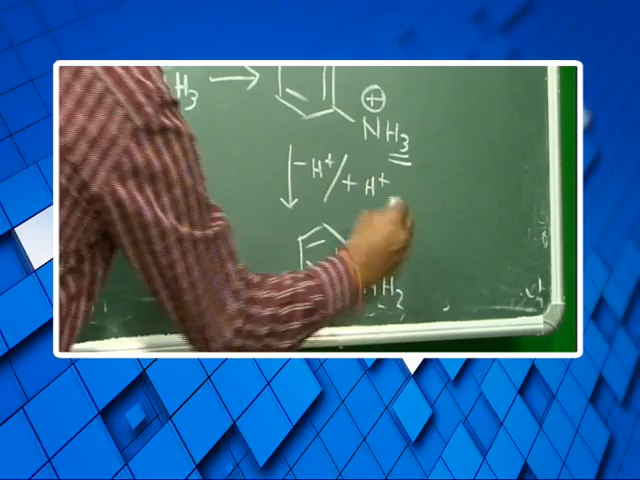 H3 → ⊕
NH3
- H+ / + H+
H2